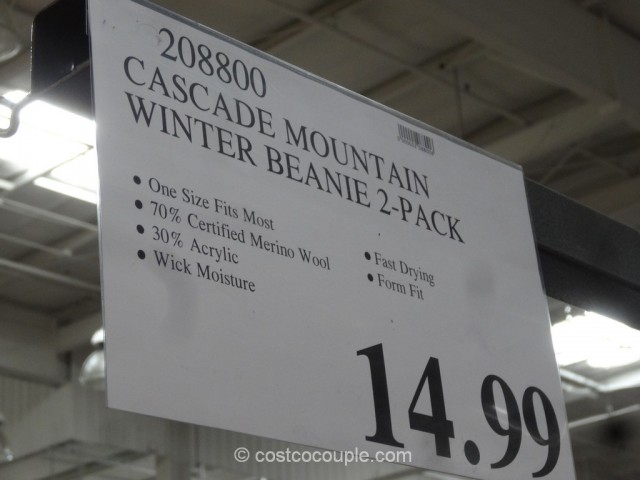 208800
CASCADE MOUNTAIN
WINTER BEANIE 2-PACK
• One Size Fits Most
• 70% Certified Merino Wool
• 30% Acrylic
• Wick Moisture
• Fast Drying
• Form Fit
14.99
© costcocouple.com ♥